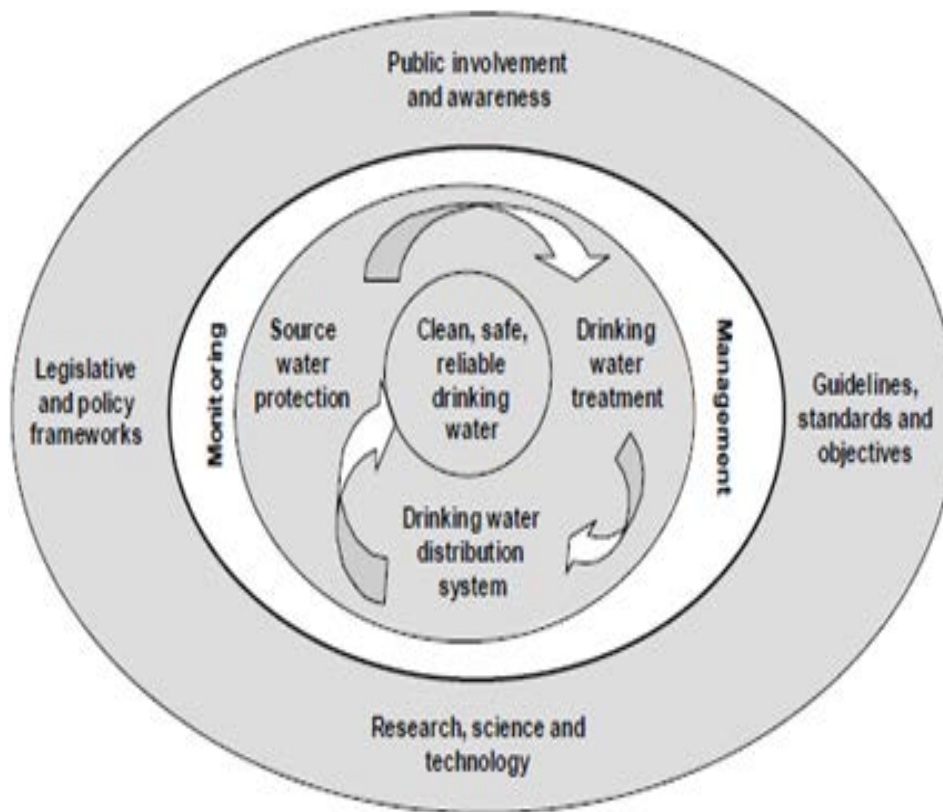 Public involvement
and awareness
Monitoring
Management
Source
water
protection
Clean, safe,
reliable
drinking
water
Drinking
water
treatment
Legislative
and policy
frameworks
Guidelines,
standards and
objectives
Drinking water
distribution
system
Research, science and
technology